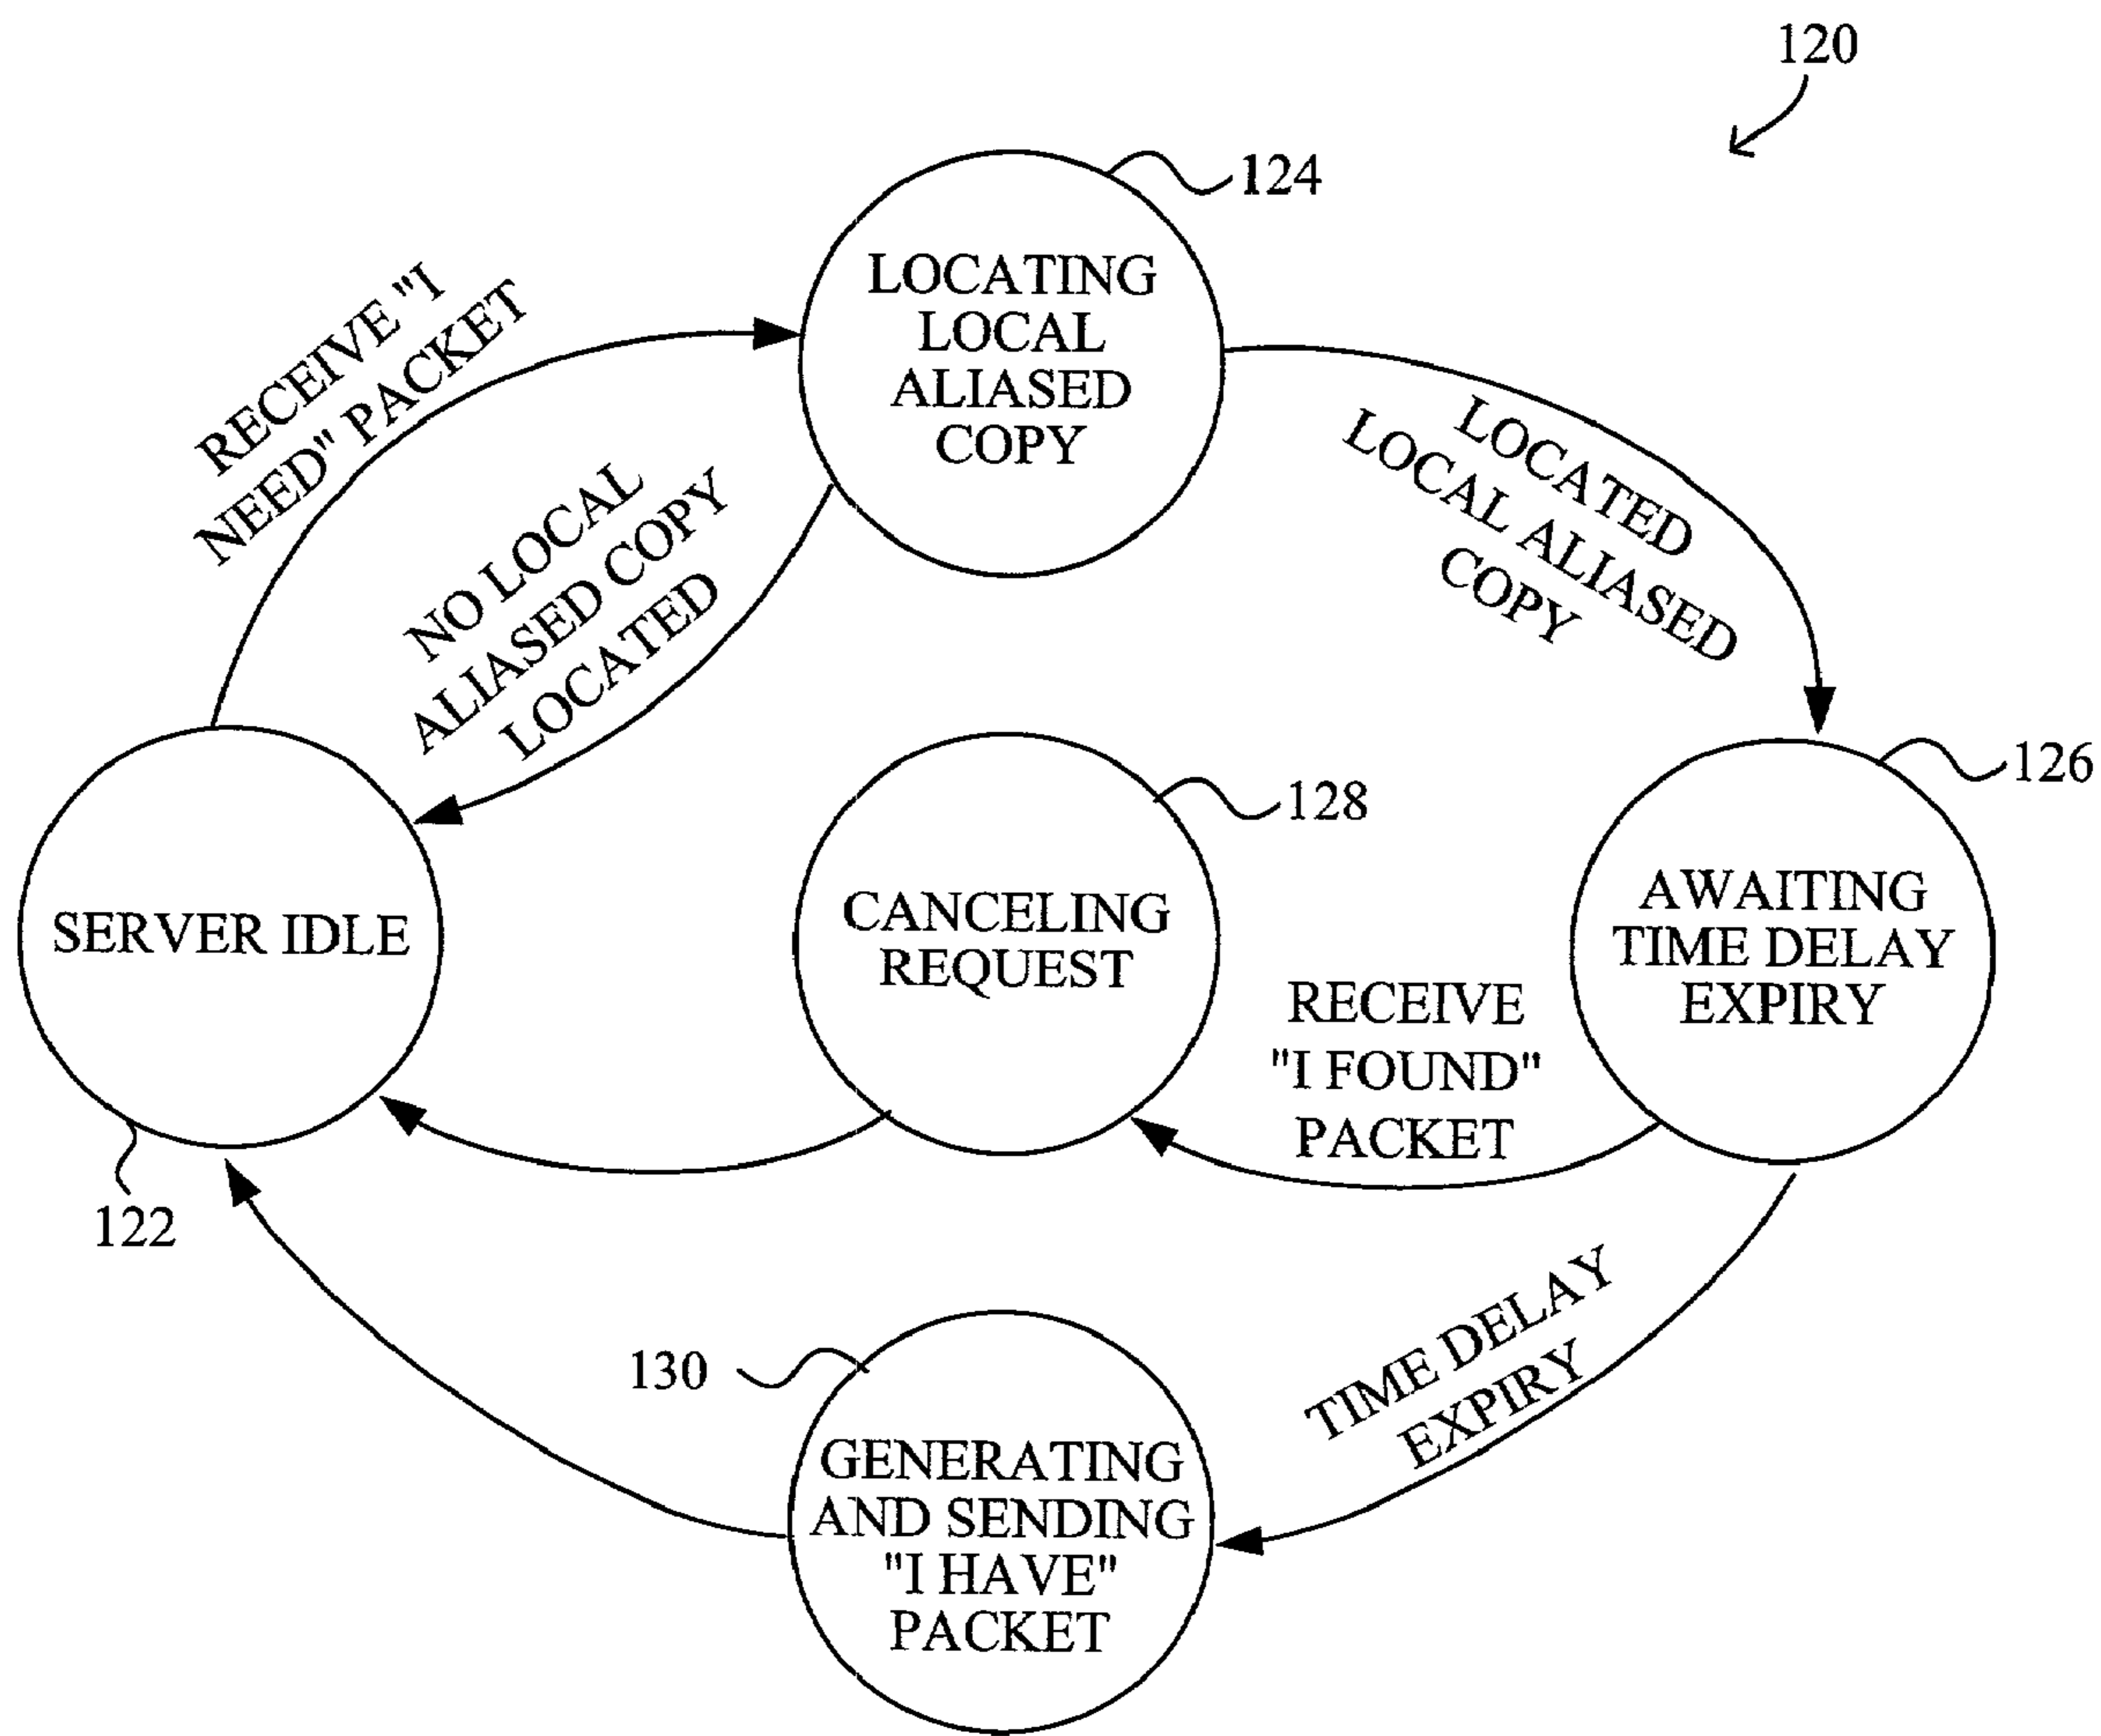 120
124
LOCATING
LOCAL
ALIASED
COPY
RECEIVE "I
NEED" PACKET
NO LOCAL
ALIASED COPY
LOCATED
LOCATED
LOCAL ALIASED
COPY
126
128
SERVER IDLE
CANCELING
REQUEST
AWAITING
TIME DELAY
EXPIRY
RECEIVE
"I FOUND"
PACKET
122
TIME DELAY
EXPIRY
130
GENERATING
AND SENDING
"I HAVE"
PACKET